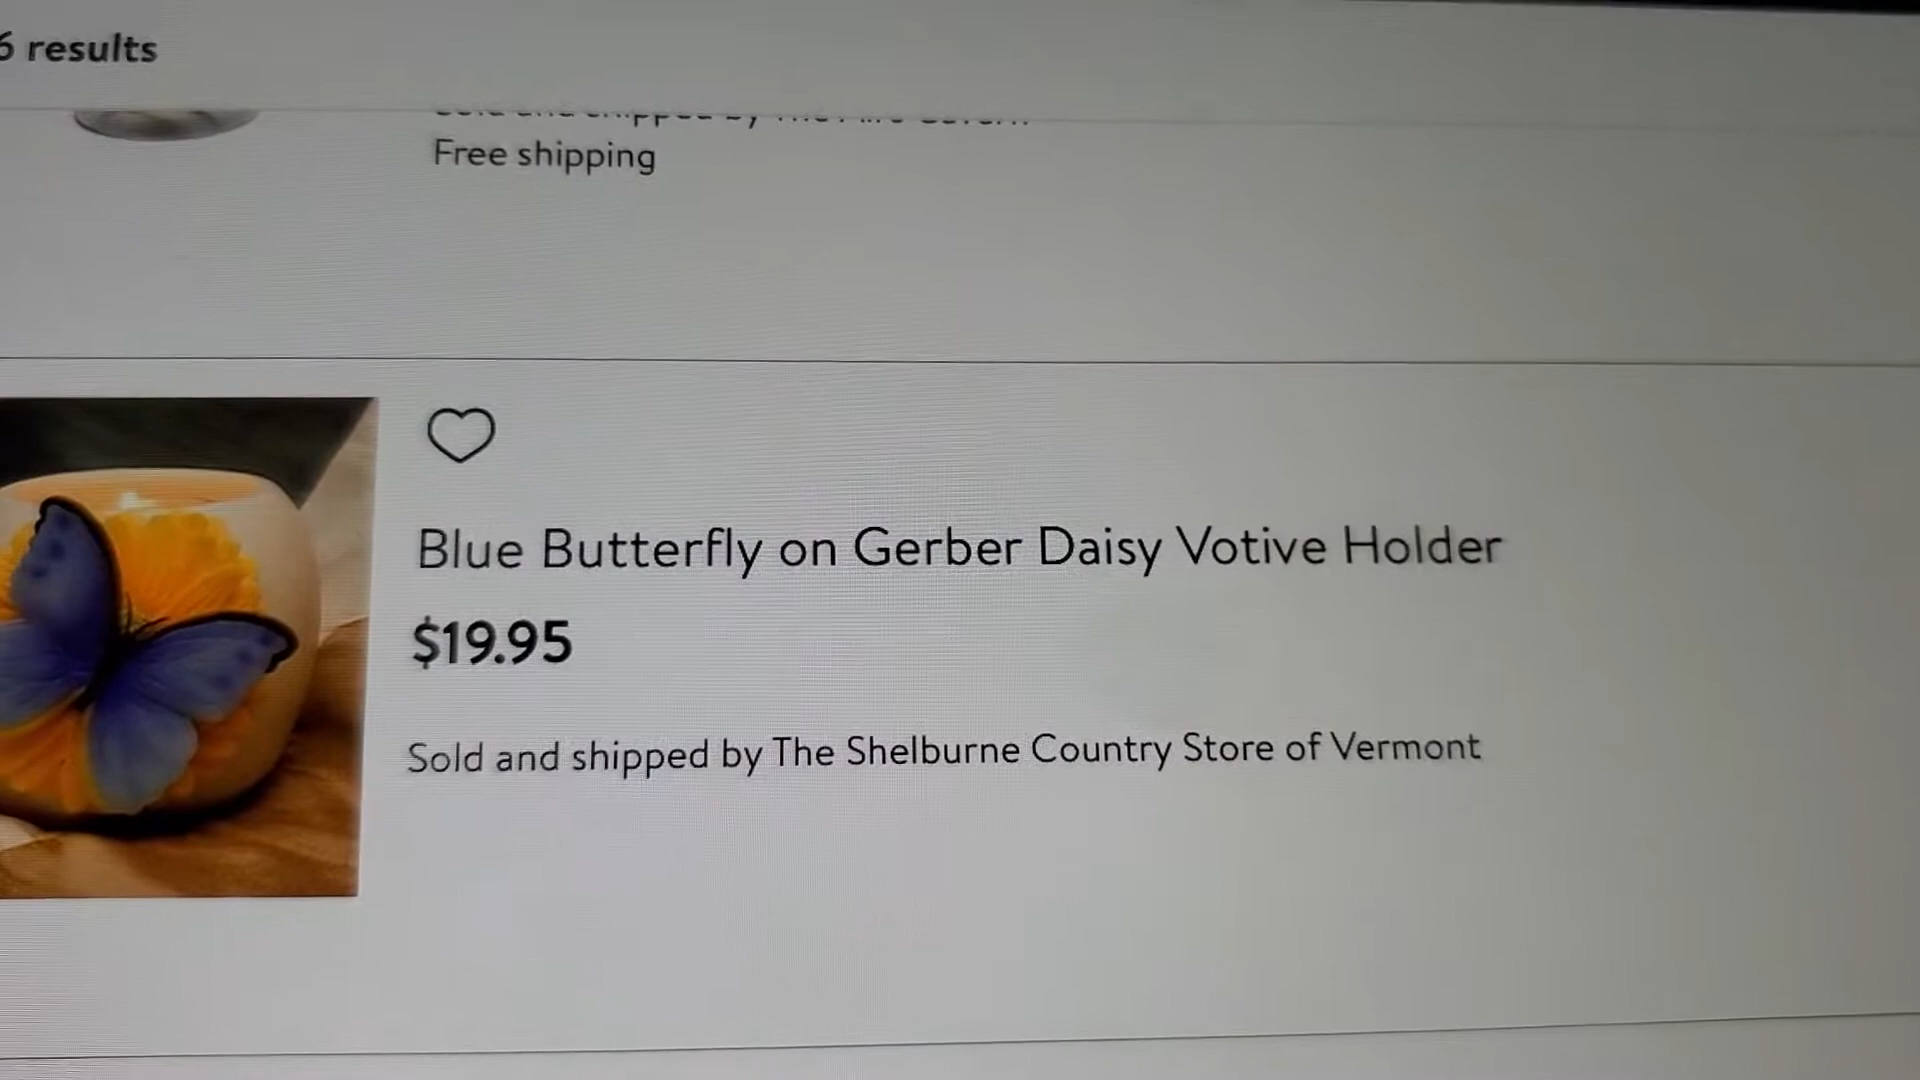 6 results
Free shipping
Blue Butterfly on Gerber Daisy Votive Holder
$19.95
Sold and shipped by The Shelburne Country Store of Vermont